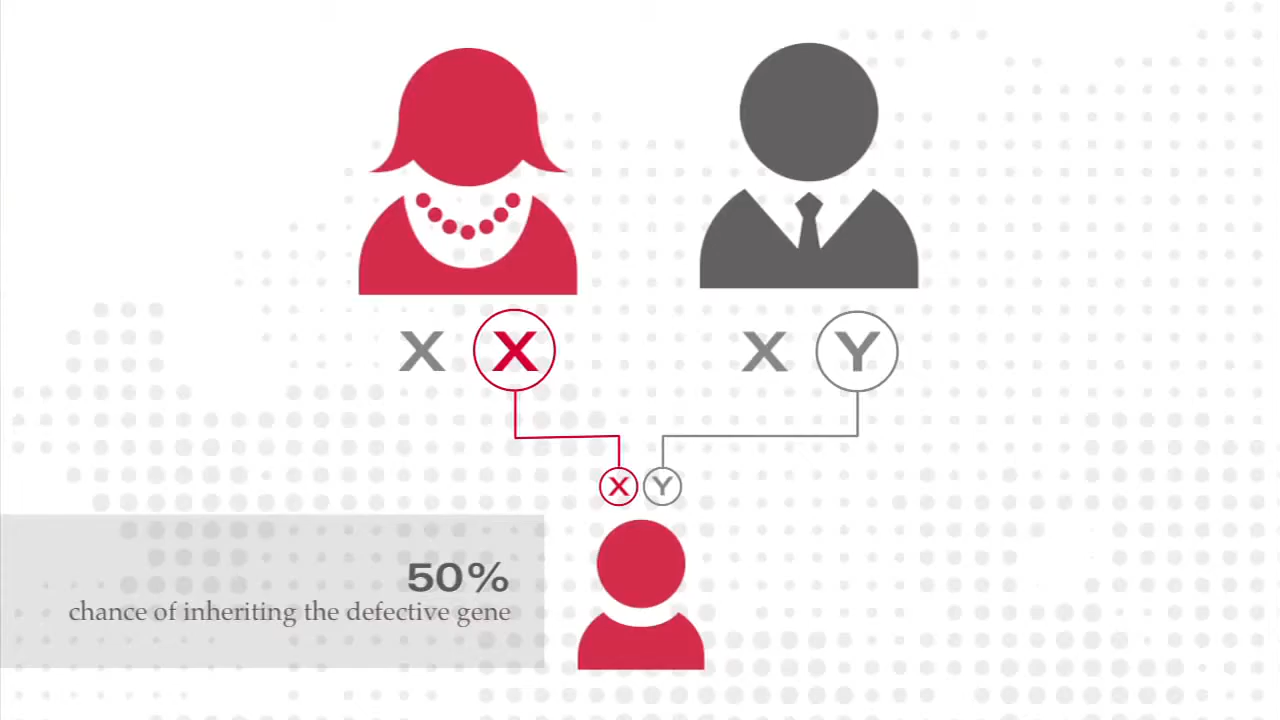 X X X Y
X Y
50%
chance of inheriting the defective gene